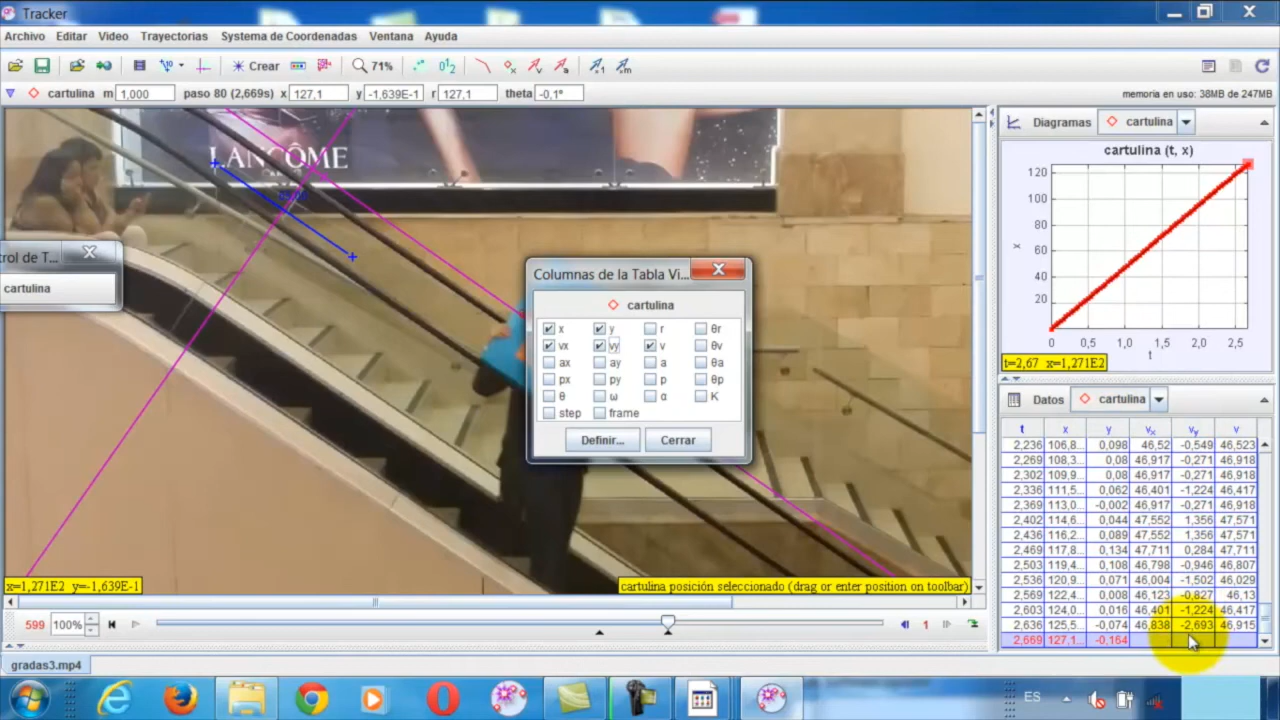 Tracker
Archivo Editar Video Trayectorias Systema de Coordenadas Ventana Ayuda
Crear 71%
cartulina m 1,000 paso 80 (2,669s) x 127,1 y -1,639E-1 r 127,1 theta -0,1º memoria en uso: 38MB de 247MB
LANCÔME
Diagramas cartulina
cartulina (t, x)
120
100
80
60
40
20
x
0 0,5 1,0 1,5 2,0 2,5
t
t=2,67 x=1,271E2
rol de T...
cartulina
Columnas de la Tabla Vi...
cartulina
x y r θr
vx vy v θv
ax ay a θa
px py p θp
θ ω α K
step frame
Definir... Cerrar
Datos cartulina
t x y vx vy v
2,236 106,8... 0,098 46,52 -0,549 46,523
2,269 108,3... 0,08 46,917 -0,271 46,918
2,302 109,9... 0,08 46,917 -0,271 46,918
2,336 111,5... 0,062 46,401 -1,224 46,417
2,369 113,0... -0,002 46,917 -0,271 46,918
2,402 114,6... 0,044 47,552 1,356 47,571
2,436 116,2... 0,089 47,552 1,356 47,571
2,469 117,8... 0,134 47,711 0,284 47,711
2,503 119,4... 0,108 46,798 -0,946 46,807
2,536 120,9... 0,071 46,004 -1,502 46,029
2,569 122,4... 0,008 46,123 -0,827 46,13
2,603 124,0... 0,016 46,401 -1,224 46,417
2,636 125,5... -0,074 46,838 -2,693 46,915
2,669 127,1... -0,164
x=1,271E2 y=-1,639E-1
cartulina posición seleccionado (drag or enter position on toolbar)
599 100% 1
gradas3.mp4
ES